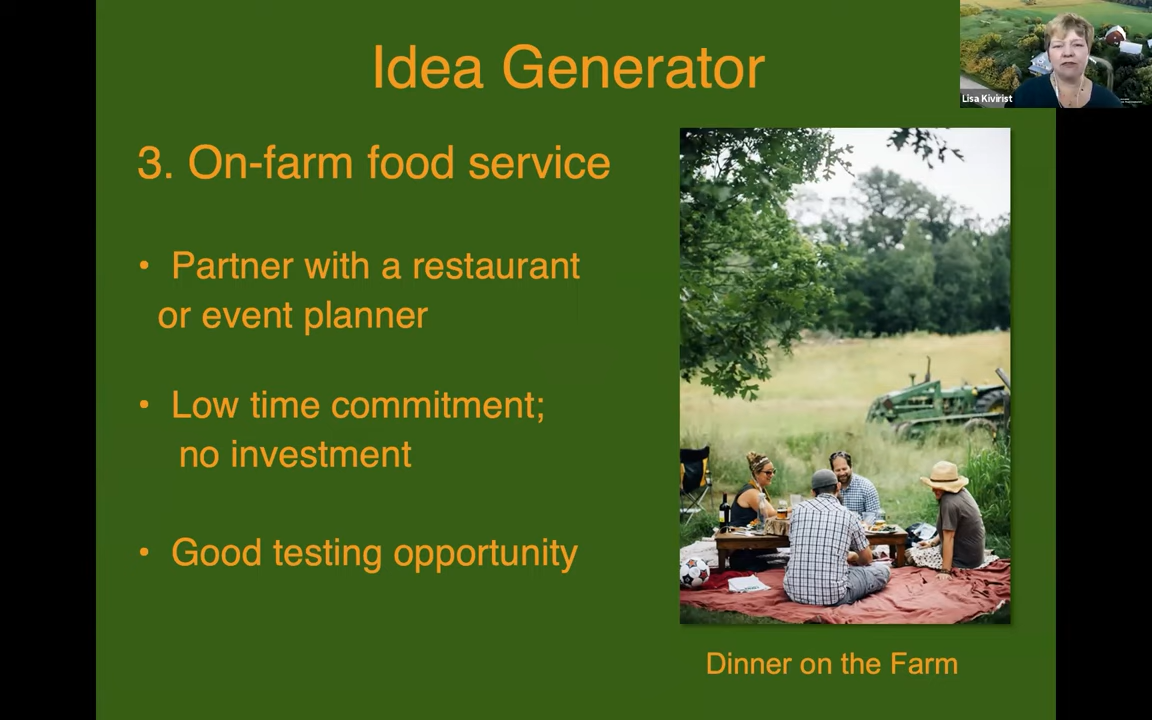 Idea Generator
Lisa Kivirist
3. On-farm food service
• Partner with a restaurant
or event planner
• Low time commitment;
no investment
• Good testing opportunity
Dinner on the Farm